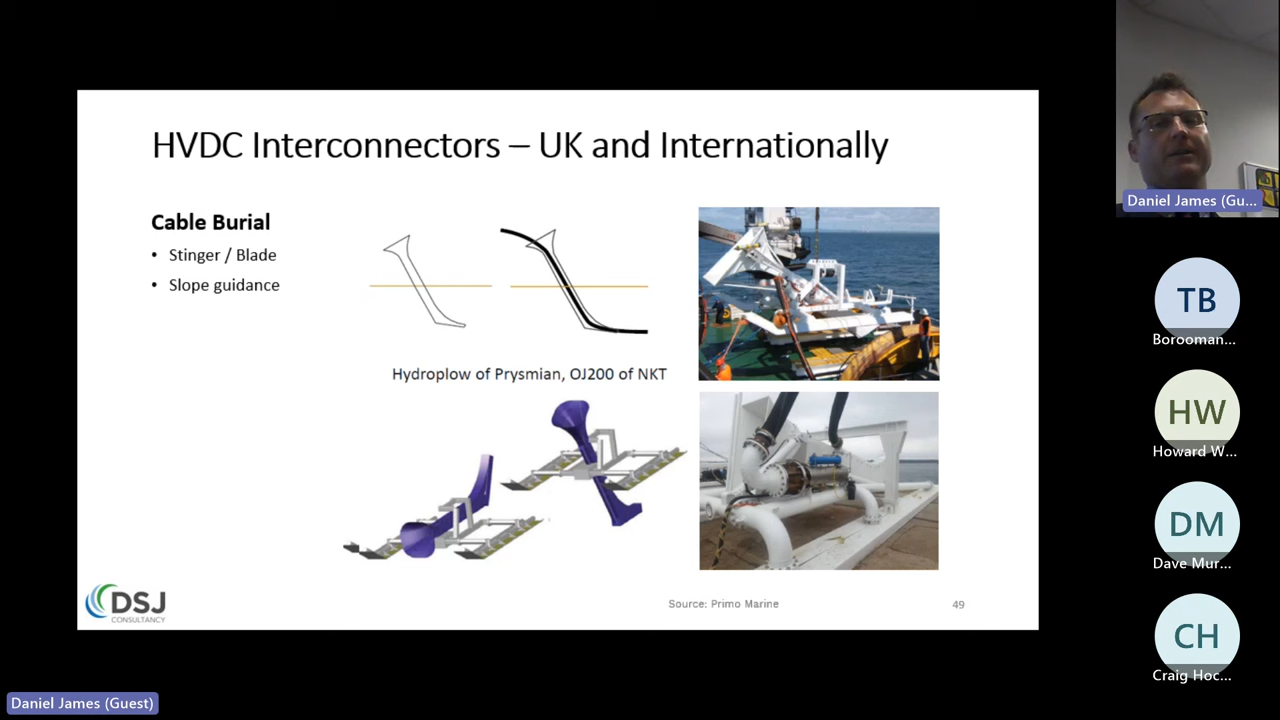 HVDC Interconnectors – UK and Internationally
Cable Burial
• Stinger / Blade
• Slope guidance
Hydroplow of Prysmian, OJ200 of NKT
DSJ
CONSULTANCY
Source: Primo Marine
49
Daniel James (Gu...
TB
Borooman...
HW
Howard W...
DM
Dave Mur...
CH
Craig Hoc...
Daniel James (Guest)